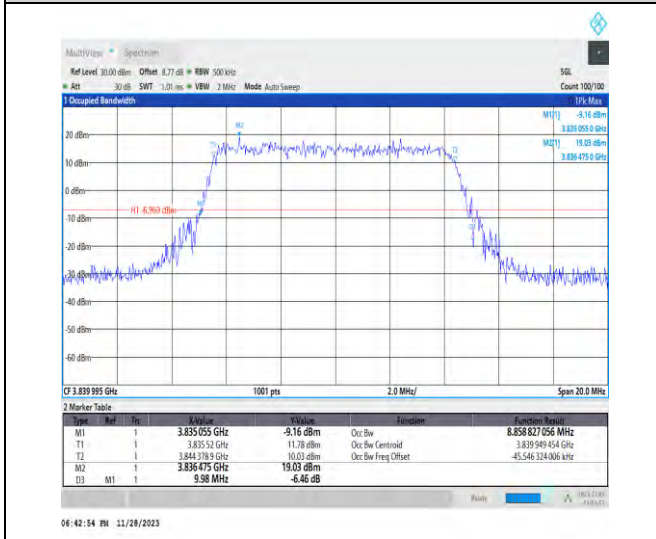 MultiView Spectrum
Ref Level 30.00 dBm Offset 8.77 dB RBW 500 kHz SGL
Att 30 dB SWT 1.01 ms VBW 2 MHz Mode Auto Sweep Count 100/100
1 Occupied Bandwidth 1Pk Max
M1[1] -9.16 dBm
3.839 055 0 GHz
M2[1] 19.03 dBm
3.836 475 0 GHz
M2
20 dBm
T1
T2
10 dBm
0 dBm
M1
H1 -6.969 dBm
-10 dBm
D3
-20 dBm
-30 dBm
-40 dBm
-50 dBm
-60 dBm
CF 3.839 995 GHz 1001 pts 2.0 MHz/ Span 20.0 MHz
2 Marker Table
Type Ref Trc X-Value Y-Value Function Function Result
M1 1 3.835 055 GHz -9.16 dBm Occ Bw 8.858 827 056 MHz
T1 1 3.835 52 GHz 11.78 dBm Occ Bw Centroid 3.839 949 454 GHz
T2 1 3.844 378 9 GHz 10.03 dBm Occ Bw Freq Offset -45.546 324 006 kHz
M2 1 3.836 475 GHz 19.03 dBm
D3 M1 1 9.98 MHz -6.46 dB
Ready
06:42:54 PM 11/28/2023